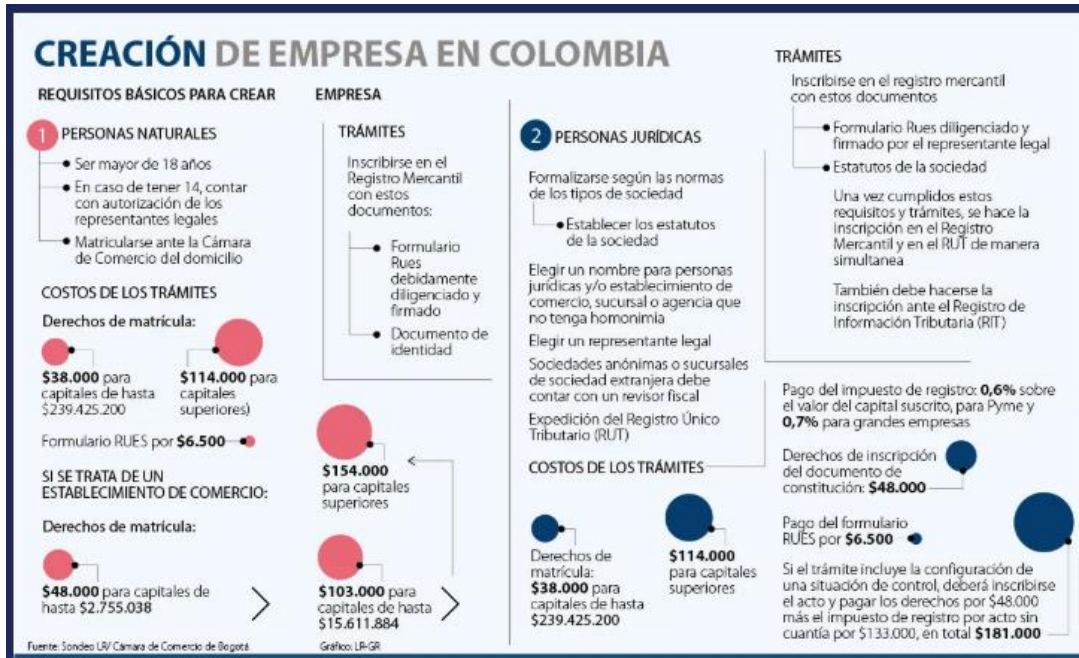 CREACIÓN DE EMPRESA EN COLOMBIA
REQUISITOS BÁSICOS PARA CREAR EMPRESA
1 PERSONAS NATURALES
Ser mayor de 18 años
En caso de tener 14, contar
con autorización de los
representantes legales
Matricularse ante la Cámara
de Comercio del domicilio
COSTOS DE LOS TRÁMITES
Derechos de matrícula:
$38.000 para
capitales de hasta
$239.425.200
$114.000 para
capitales
superiores)
Formulario RUES por $6.500
SI SE TRATA DE UN
ESTABLECIMIENTO DE COMERCIO:
Derechos de matrícula:
$48.000 para capitales de
hasta $2.755.038
$103.000 para
capitales de hasta
$15.611.884
$154.000
para capitales
superiores
TRÁMITES
Inscribirse en el
Registro Mercantil
con estos
documentos:
Formulario
Rues
debidamente
diligenciado y
firmado
Documento de
identidad
2 PERSONAS JURÍDICAS
Formalizarse según las normas
de los tipos de sociedad
Establecer los estatutos
de la sociedad
Elegir un nombre para personas
jurídicas y/o establecimiento de
comercio, sucursal o agencia que
no tenga homonimia
Elegir un representante legal
Sociedades anónimas o sucursales
de sociedad extranjera debe
contar con un revisor fiscal
Expedición del Registro Único
Tributario (RUT)
COSTOS DE LOS TRÁMITES
Derechos de
matrícula:
$38.000 para
capitales de hasta
$239.425.200
$114.000
para capitales
superiores
TRÁMITES
Inscribirse en el registro mercantil
con estos documentos
Formulario Rues diligenciado y
firmado por el representante legal
Estatutos de la sociedad
Una vez cumplidos estos
requisitos y trámites, se hace la
inscripción en el Registro
Mercantil y en el RUT de manera
simultanea
También debe hacerse la
inscripción ante el Registro de
Información Tributaria (RIT)
Pago del impuesto de registro: 0,6% sobre
el valor del capital suscrito, para Pyme y
0,7% para grandes empresas
Derechos de inscripción
del documento de
constitución: $48.000
Pago del formulario
RUES por $6.500
Si el trámite incluye la configuración de
una situación de control, deberá inscribirse
el acto y pagar los derechos por $48.000
más el impuesto de registro por acto sin
cuantía por $133.000, en total $181.000
Fuente: Sondeo LR/ Cámara de Comercio de Bogotá
Gráfico: LR-GR